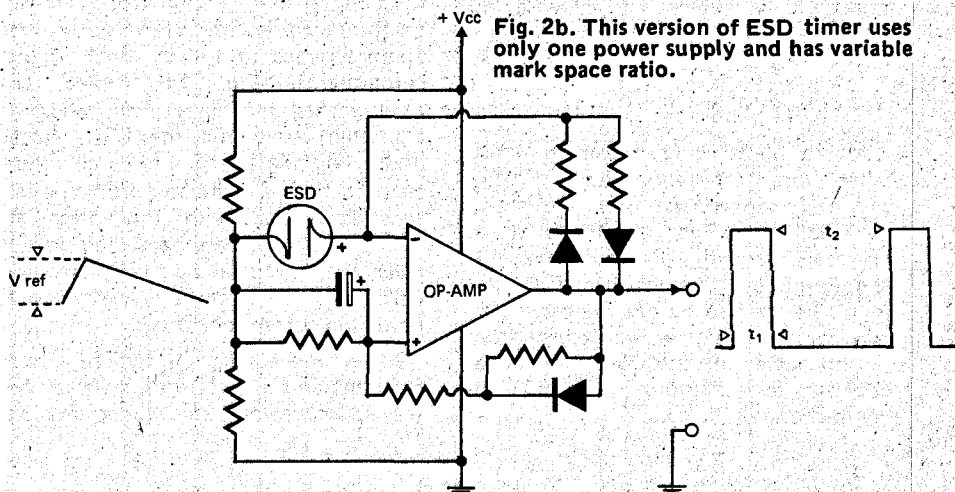 + Vcc
Fig. 2b. This version of ESD timer uses
only one power supply and has variable
mark space ratio.
ESD
+
−
V ref
+
OP-AMP
+
t2
t1